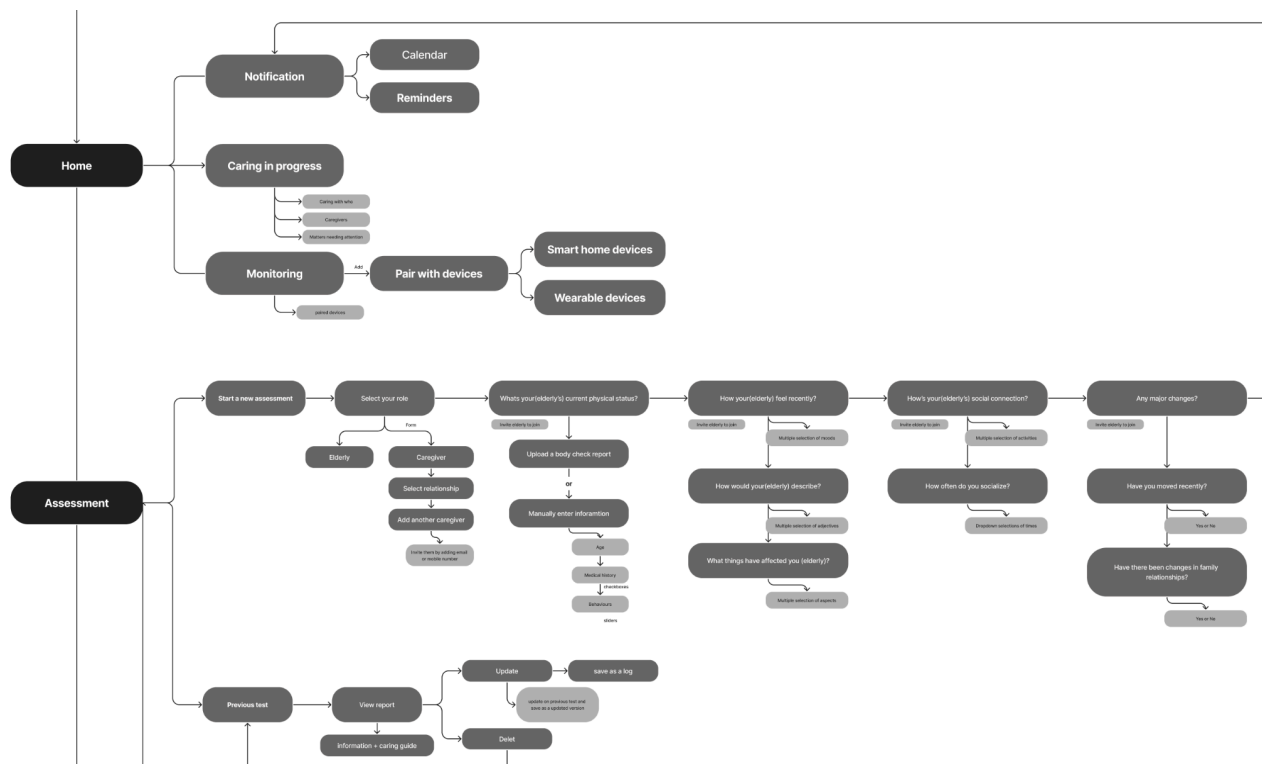 Notification
Calendar
Reminders
Home
Caring in progress
Caring with who
Caregivers
Matters needing attention
Monitoring
Add
Pair with devices
Smart home devices
Wearable devices
paired devices
Assessment
Start a new assessment
Select your role
Elderly
Form
Caregiver
Select relationship
Add another caregiver
Invite them by adding email
or mobile number
Whats your(elderly's) current physical status?
Invite elderly to join
Upload a body check report
or
Manually enter inforamtion
Age
Medical history
checkboxes
Behaviours
sliders
How your(elderly) feel recently?
Invite elderly to join
Multiple selection of moods
How would your(elderly) describe?
Multiple selection of adjectives
What things have affected you (elderly)?
Multiple selection of aspects
How's your(elderly's) social connection?
Invite elderly to join
Multiple selection of activities
How often do you socialize?
Dropdown selections of times
Any major changes?
Invite elderly to join
Have you moved recently?
Yes or No
Have there been changes in family
relationships?
Yes or No
Previous test
View report
information + caring guide
Update
save as a log
update on previous test and
save as a updated version
Delet